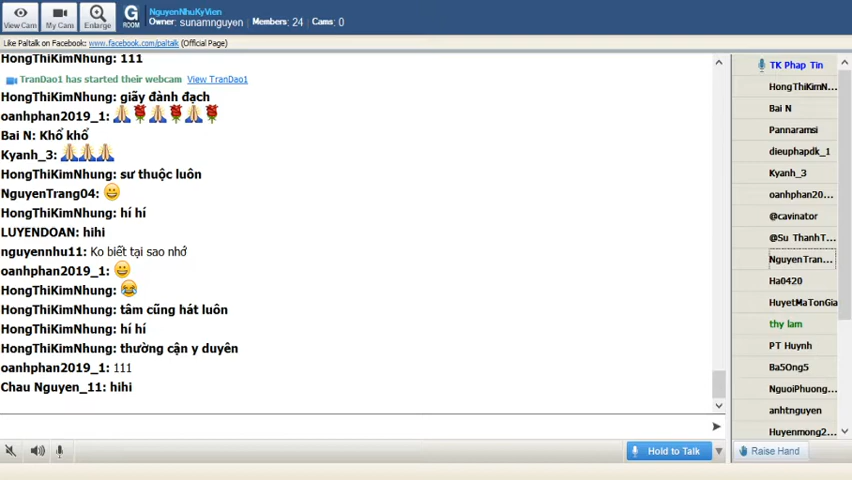 View Cam
My Cams
Enlarge
G
ROOM
NguyenNhuKyVien
Owner: sunamnguyen Members: 24 Cams: 0
Like Paltalk on Facebook: www.facebook.com/paltalk (Official Page)
HongThiKimNhung: 111
TranDao1 has started their webcam View TranDao1
HongThiKimNhung: giãy đành đạch
oanhphan2019_1: 🙏🌹🙏🌹🙏🌹
Bai N: Khổ khổ
Kyanh_3: 🙏🙏🙏
HongThiKimNhung: sư thuộc luôn
NguyenTrang04: 😀
HongThiKimNhung: hí hí
LUYENDOAN: hihi
nguyennhu11: Ko biết tại sao nhớ
oanhphan2019_1: 😀
HongThiKimNhung: 😂
HongThiKimNhung: tâm cũng hát luôn
HongThiKimNhung: hí hí
HongThiKimNhung: thường cận y duyên
oanhphan2019_1: 111
Chau Nguyen_11: hihi
TK Phap Tin
HongThiKimN...
Bai N
Pannaramsi
dieuphapdk_1
Kyanh_3
oanhphan20...
@cavinator
@Su ThanhT...
NguyenTran...
Ha0420
HuyetMaTonGia
thy lam
PT Huynh
Ba5Ong5
NguoiPhuong...
anhtnguyen
Huyenmong2...
Hold to Talk
Raise Hand